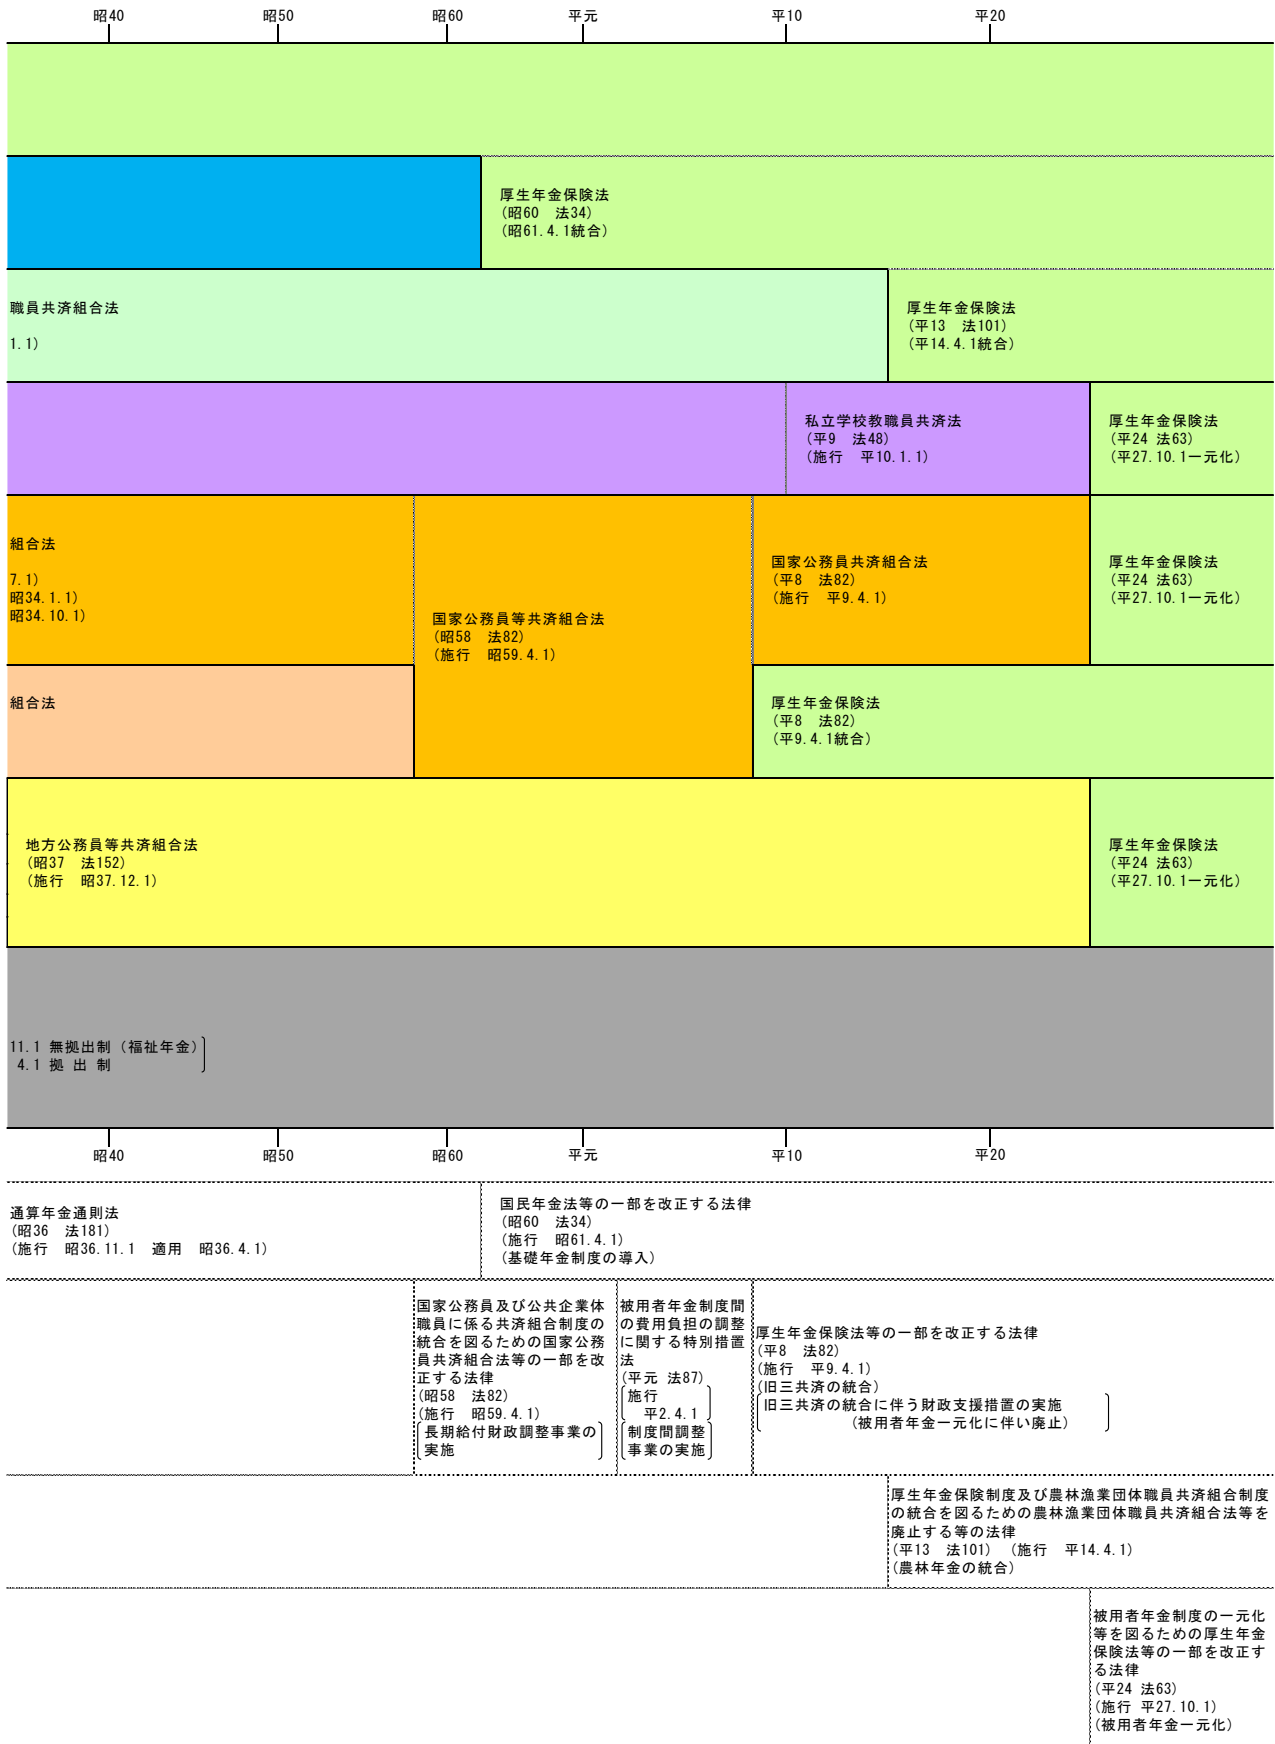 昭40 昭50 昭60 平元 平10 平20
厚生年金保険法
(昭60 法34)
(昭61.4.1統合)
職員共済組合法
1.1)
厚生年金保険法
(平13 法101)
(平14.4.1統合)
私立学校教職員共済法
(平9 法48)
(施行 平10.1.1)
厚生年金保険法
(平24 法63)
(平27.10.1一元化)
組合法
7.1)
昭34.1.1)
昭34.10.1)
国家公務員等共済組合法
(昭58 法82)
(施行 昭59.4.1)
国家公務員共済組合法
(平8 法82)
(施行 平9.4.1)
厚生年金保険法
(平24 法63)
(平27.10.1一元化)
組合法
厚生年金保険法
(平8 法82)
(平9.4.1統合)
地方公務員等共済組合法
(昭37 法152)
(施行 昭37.12.1)
厚生年金保険法
(平24 法63)
(平27.10.1一元化)
11.1 無拠出制（福祉年金）
4.1 拠 出 制
昭40 昭50 昭60 平元 平10 平20
通算年金通則法
(昭36 法181)
(施行 昭36.11.1 適用 昭36.4.1)
国民年金法等の一部を改正する法律
(昭60 法34)
(施行 昭61.4.1)
(基礎年金制度の導入)
国家公務員及び公共企業体
職員に係る共済組合制度の
統合を図るための国家公務
員共済組合法等の一部を改
正する法律
(昭58 法82)
(施行 昭59.4.1)
長期給付財政調整事業の
実施
被用者年金制度間
の費用負担の調整
に関する特別措置
法
(平元 法87)
施行
平2.4.1
制度間調整
事業の実施
厚生年金保険法等の一部を改正する法律
(平8 法82)
(施行 平9.4.1)
(旧三共済の統合)
旧三共済の統合に伴う財政支援措置の実施
(被用者年金一元化に伴い廃止)
厚生年金保険制度及び農林漁業団体職員共済組合制度
の統合を図るための農林漁業団体職員共済組合法等を
廃止する等の法律
(平13 法101) (施行 平14.4.1)
(農林年金の統合)
被用者年金制度の一元化
等を図るための厚生年金
保険法等の一部を改正す
る法律
(平24 法63)
(施行 平27.10.1)
(被用者年金一元化)